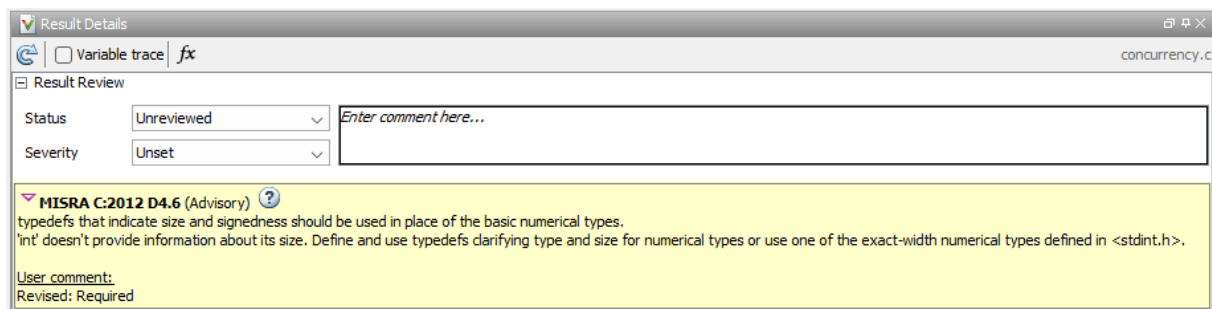 Result Details
Variable trace fx concurrency.c
Result Review
Status Unreviewed Enter comment here...
Severity Unset
MISRA C:2012 D4.6 (Advisory) ?
typedefs that indicate size and signedness should be used in place of the basic numerical types.
'int' doesn't provide information about its size. Define and use typedefs clarifying type and size for numerical types or use one of the exact-width numerical types defined in <stdint.h>.
User comment:
Revised: Required